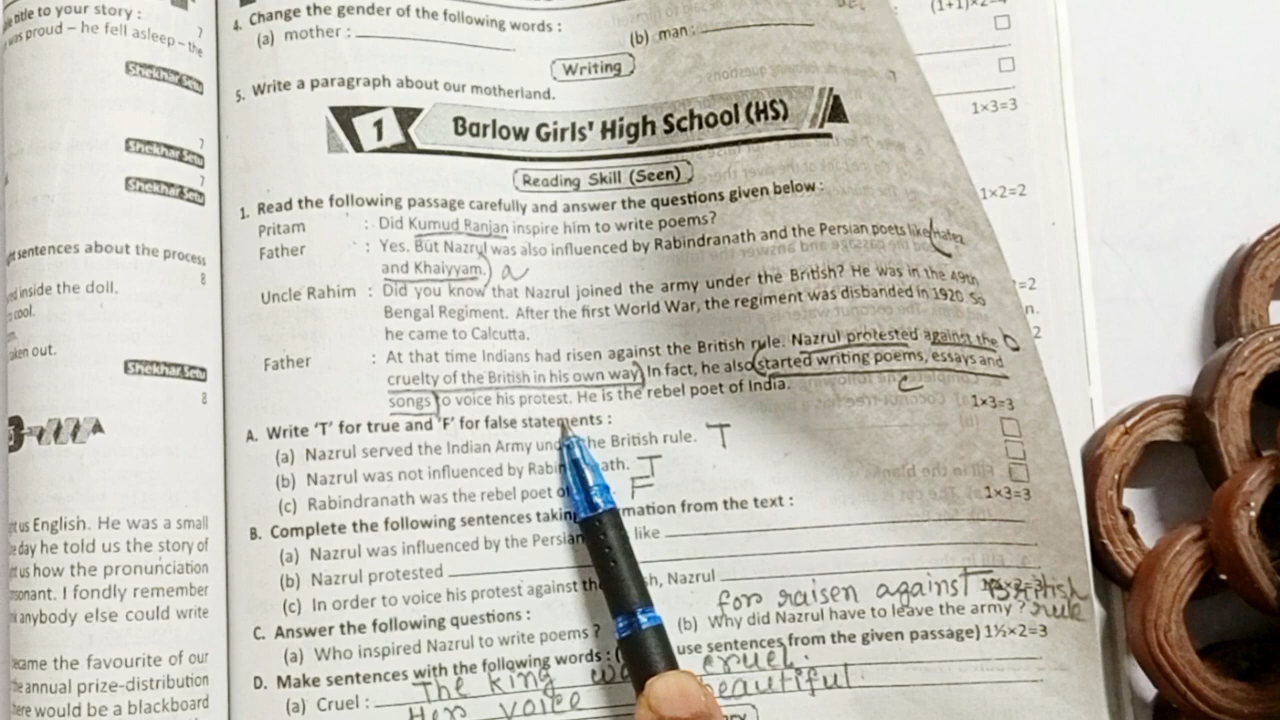 title to your story :
7
was proud – he fell asleep – the
Shekhar Setu
7
Shekhar Setu
7
Shekhar Setu
sentences about the process
8
inside the doll.
cool.
aken out.
Shekhar Setu
8
us English. He was a small
day he told us the story of
us how the pronunciation
sonant. I fondly remember
anybody else could write
became the favourite of our
annual prize-distribution
there would be a blackboard
4. Change the gender of the following words :
(1+1)×2=4
(a) mother :
(b) man :
Writing
5. Write a paragraph about our motherland.
1×3=3
1 Barlow Girls' High School (HS)
Reading Skill (Seen)
1. Read the following passage carefully and answer the questions given below :
1×2=2
Pritam : Did Kumud Ranjan inspire him to write poems?
Father : Yes. But Nazrul was also influenced by Rabindranath and the Persian poets like Hafez
and Khaiyyam. a
Uncle Rahim : Did you know that Nazrul joined the army under the British? He was in the 49th
Bengal Regiment. After the first World War, the regiment was disbanded in 1920. So
he came to Calcutta.
Father : At that time Indians had risen against the British rule. Nazrul protested against the b
cruelty of the British in his own way. In fact, he also started writing poems, essays and
songs to voice his protest. He is the rebel poet of India. c
A. Write 'T' for true and 'F' for false statements :
1×3=3
(a) Nazrul served the Indian Army the British rule. T
(b) Nazrul was not influenced by
(c) Rabindranath was the rebel poet F
B. Complete the following sentences from the text :
1×3=3
(a) Nazrul was influenced by the Persian like
(b) Nazrul protested
(c) In order to voice his protest against the Nazrul
for raisen against British
rule
C. Answer the following questions :
(a) Who inspired Nazrul to write poems ?
(b) Why did Nazrul have to leave the army ?
D. Make sentences with the following words : use sentences from the given passage) 1½×2=3
(a) Cruel : The king cruel.
Her voice beautiful